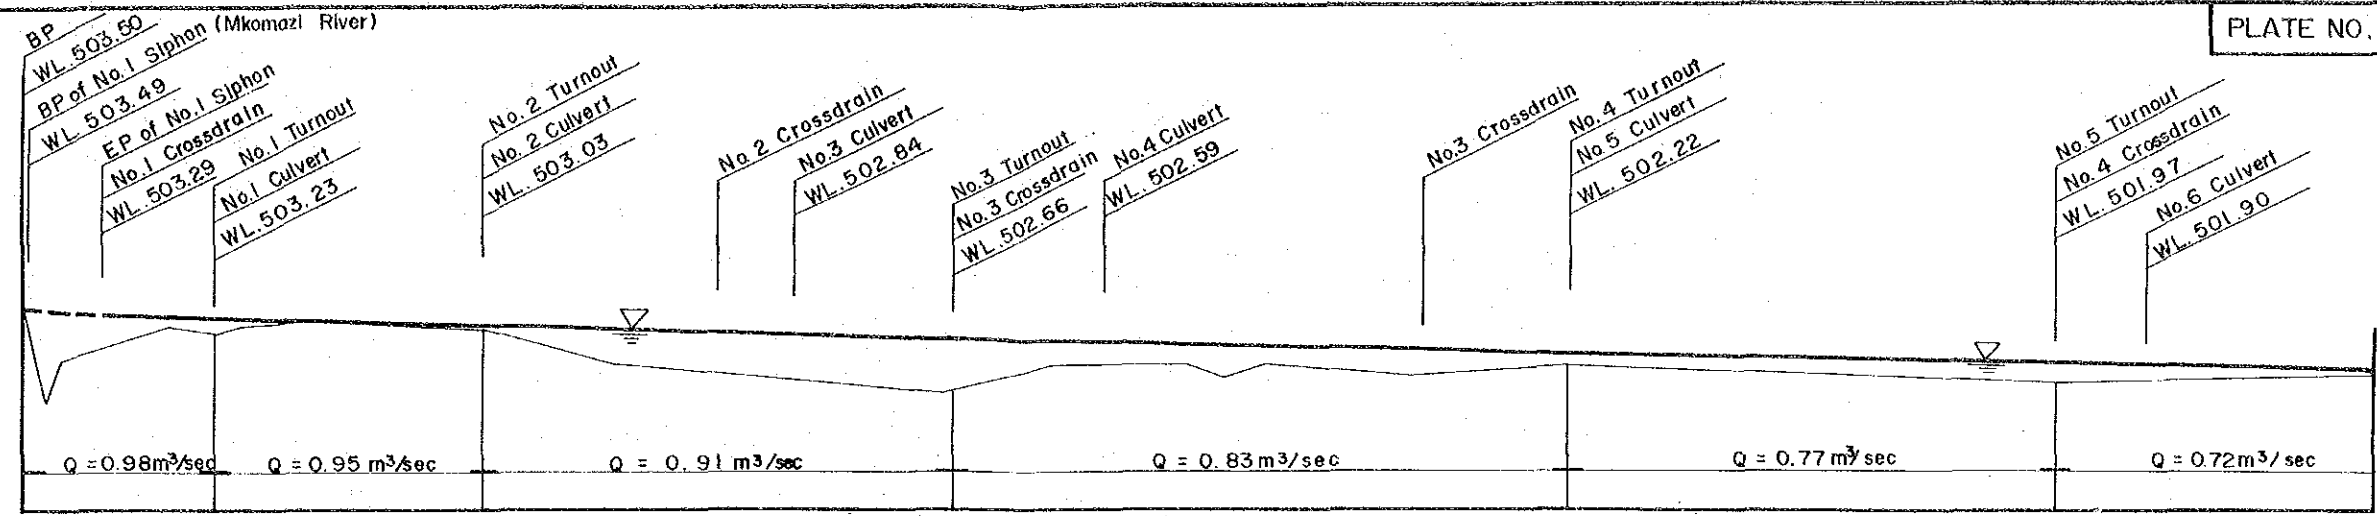 PLATE NO.
BP
WL. 503.50
BP of No.1 Siphon (Mkomazi River)
WL. 503.49
EP of No.1 Siphon
No.1 Crossdrain
WL. 503.29
No.1 Turnout
No.1 Culvert
WL. 503.23
No. 2 Turnout
No. 2 Culvert
WL. 503.03
No. 2 Crossdrain
No.3 Culvert
WL. 502.84
No.3 Turnout
No.3 Crossdrain
WL. 502.66
No.4 Culvert
WL. 502.59
No.3 Crossdrain
No. 4 Turnout
No.5 Culvert
WL. 502.22
No.5 Turnout
No.4 Crossdrain
WL. 501.97
No.6 Culvert
WL. 501.90
Q = 0.98 m³/sec
Q = 0.95 m³/sec
Q = 0.91 m³/sec
Q = 0.83 m³/sec
Q = 0.77 m³/sec
Q = 0.72 m³/sec